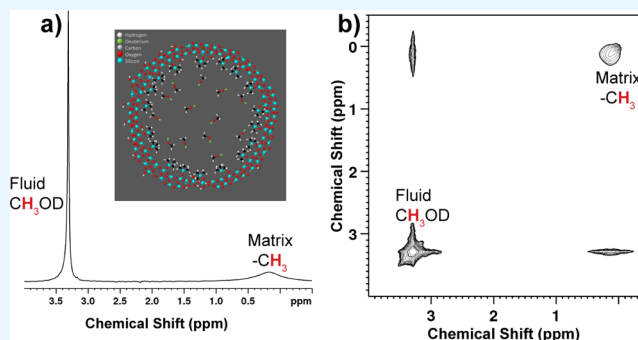 a)
Hydrogen
Deuterium
Carbon
Oxygen
Silicon
Fluid
CH₃OD
Matrix
-CH₃
3.5 3.0 2.5 2.0 1.5 1.0 0.5 ppm
Chemical Shift (ppm)
b)
Chemical Shift (ppm)
0
1
2
3
Matrix
-CH₃
Fluid
CH₃OD
3 2 1
Chemical Shift (ppm)